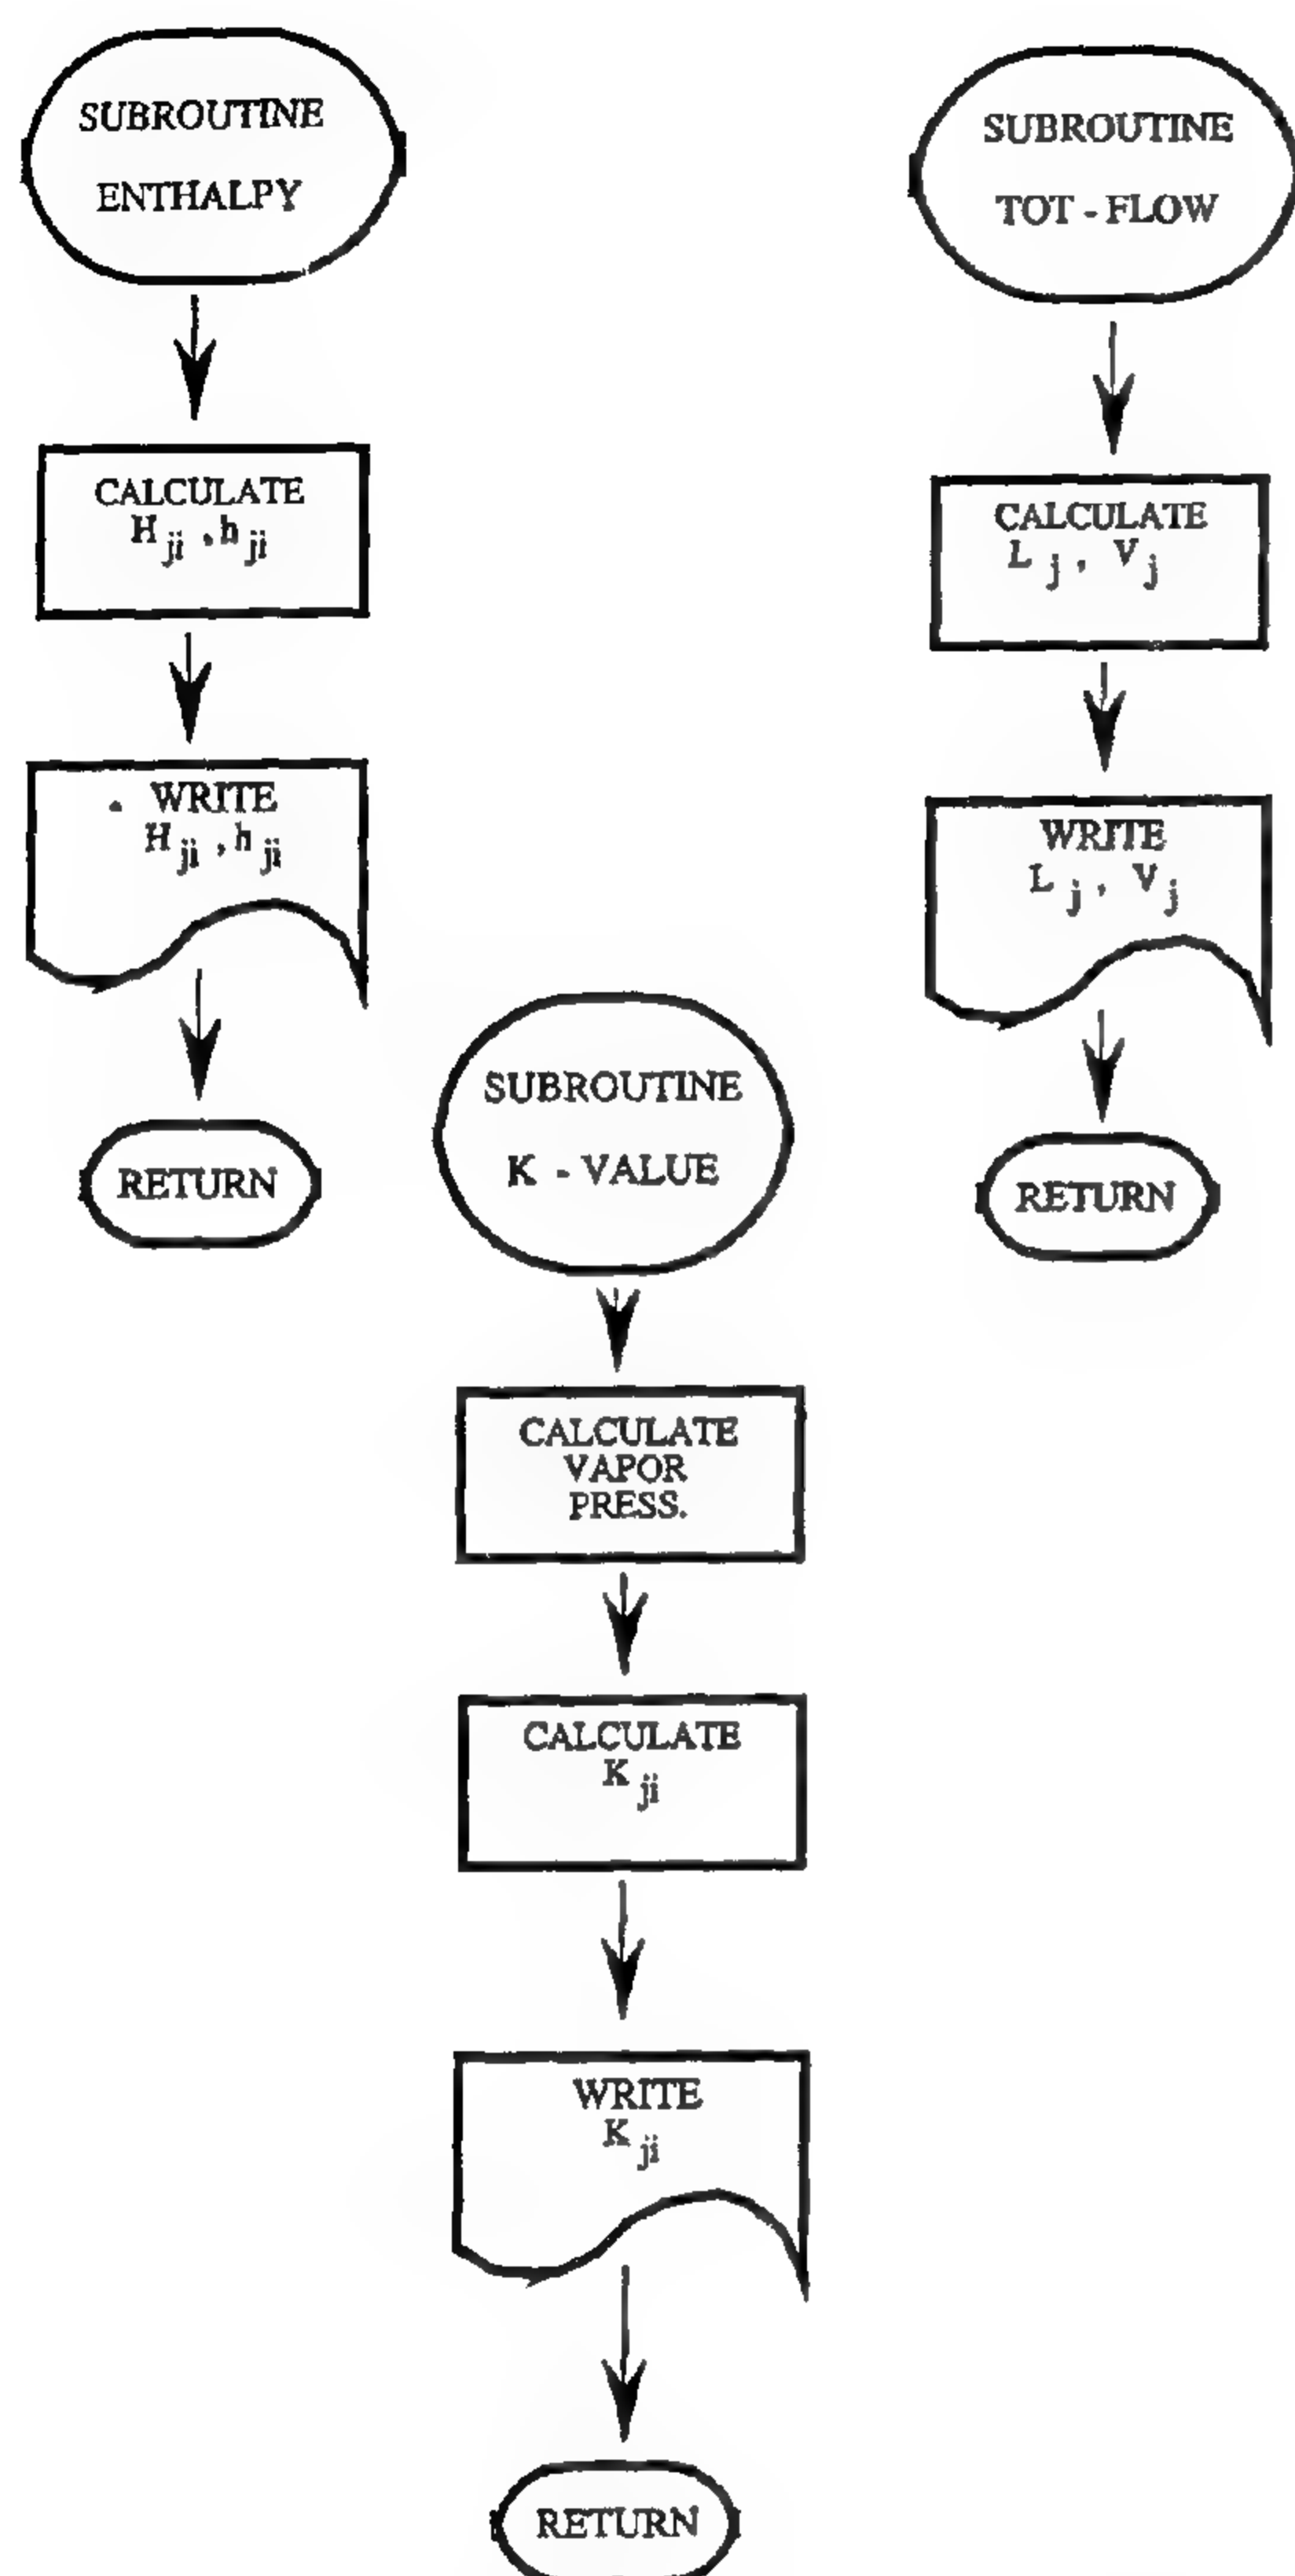 SUBROUTINE
ENTHALPY
CALCULATE
H ji , h ji
WRITE
H ji , h ji
RETURN
SUBROUTINE
TOT - FLOW
CALCULATE
L j , V j
WRITE
L j , V j
RETURN
SUBROUTINE
K - VALUE
CALCULATE
VAPOR
PRESS.
CALCULATE
K ji
WRITE
K ji
RETURN